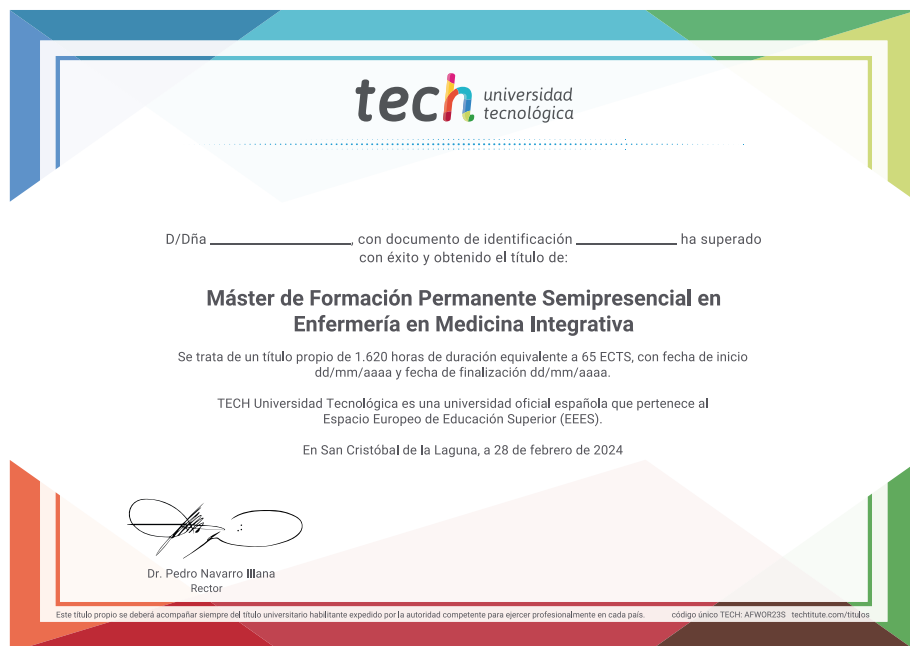 tech universidad
tecnológica
D/Dña ____________________, con documento de identificación ______________ ha superado
con éxito y obtenido el título de:
Máster de Formación Permanente Semipresencial en
Enfermería en Medicina Integrativa
Se trata de un título propio de 1.620 horas de duración equivalente a 65 ECTS, con fecha de inicio
dd/mm/aaaa y fecha de finalización dd/mm/aaaa.
TECH Universidad Tecnológica es una universidad oficial española que pertenece al
Espacio Europeo de Educación Superior (EEES).
En San Cristóbal de la Laguna, a 28 de febrero de 2024
Dr. Pedro Navarro Illana
Rector
Este título propio se deberá acompañar siempre del título universitario habilitante expedido por la autoridad competente para ejercer profesionalmente en cada país. código único TECH: AFWOR23S techtitute.com/titulos